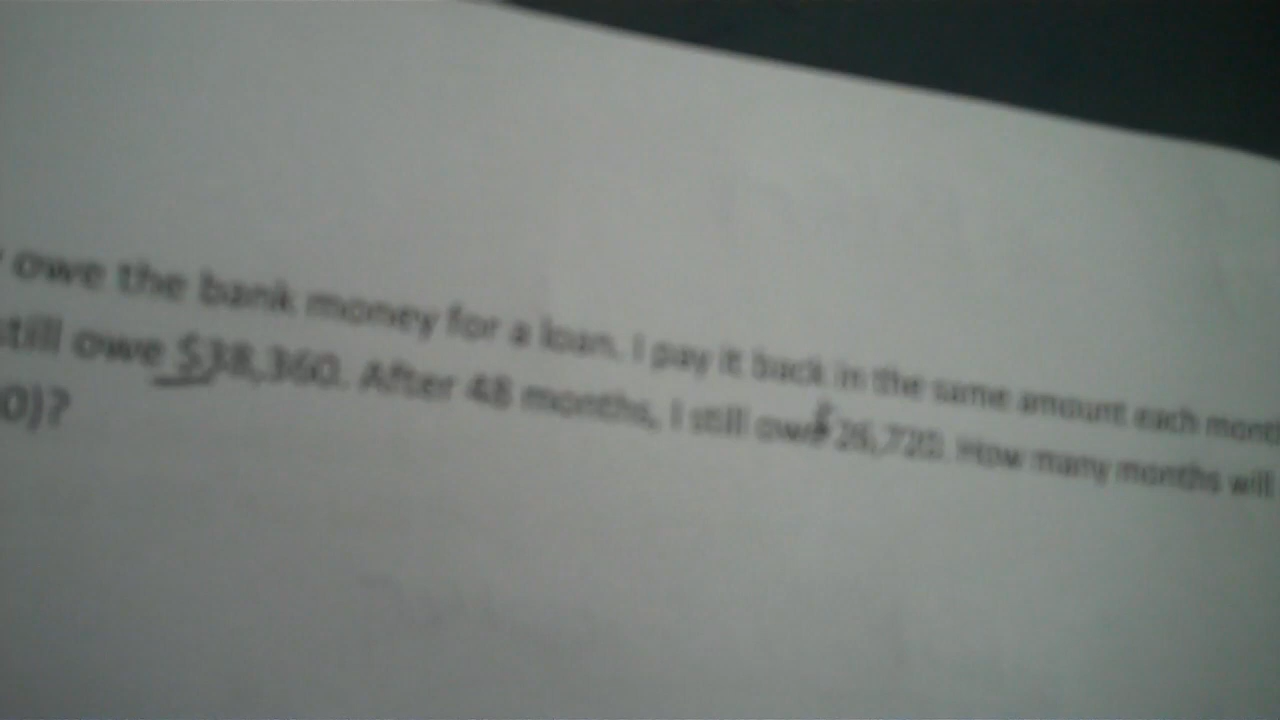 owe the bank money for a loan. I pay it back in the same amount each month
still owe $38,360. After 48 months, I still owe $26,720. How many months will
0)?